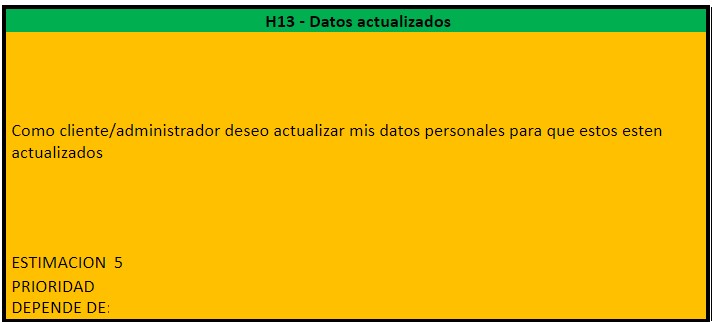 H13 - Datos actualizados
Como cliente/administrador deseo actualizar mis datos personales para que estos esten
actualizados
ESTIMACION 5
PRIORIDAD
DEPENDE DE: